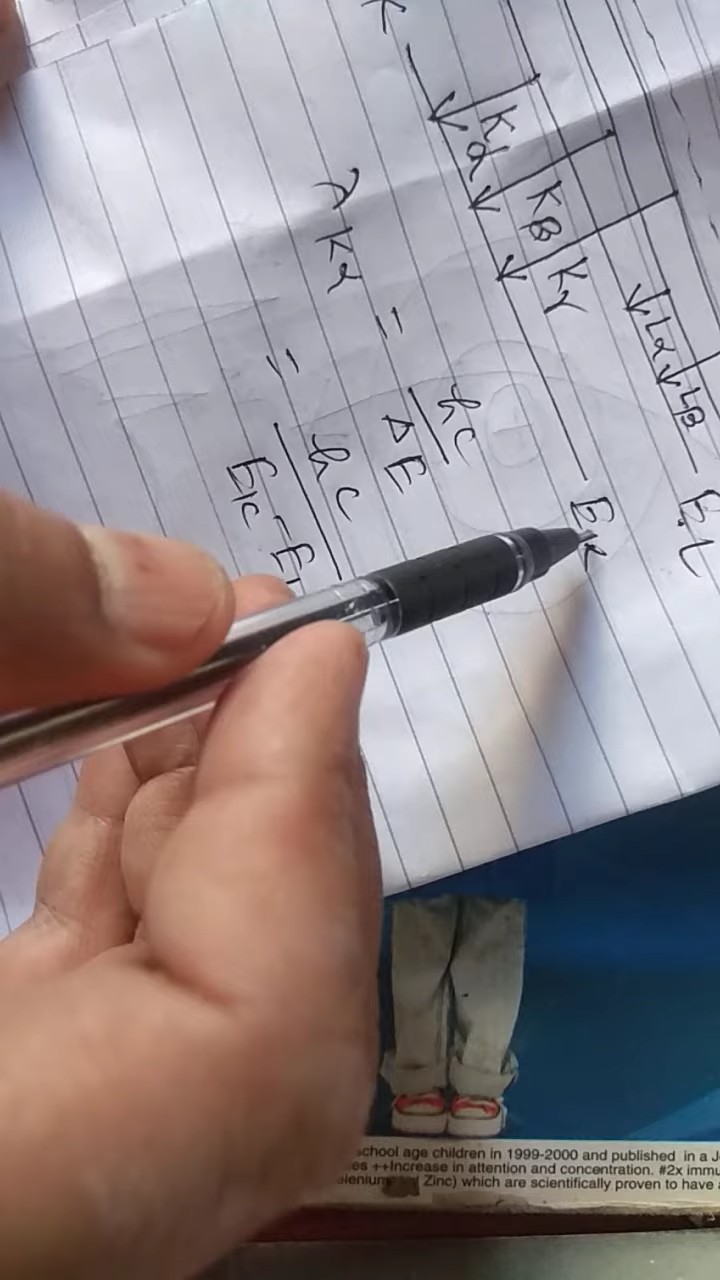 EL
Lα Lβ
K
Kα Kβ Kγ
EK
λKα = hc
ΔE
= hc
EK - E
school age children in 1999-2000 and published in a J
es ++Increase in attention and concentration. #2x immu
Zinc) which are scientifically proven to have